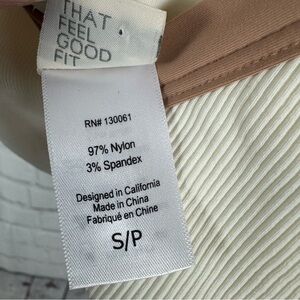 THAT
FEEL
GOOD
FIT.
RN# 130061
97% Nylon
3% Spandex
Designed in California
Made in China
Fabriqué en Chine
S/P